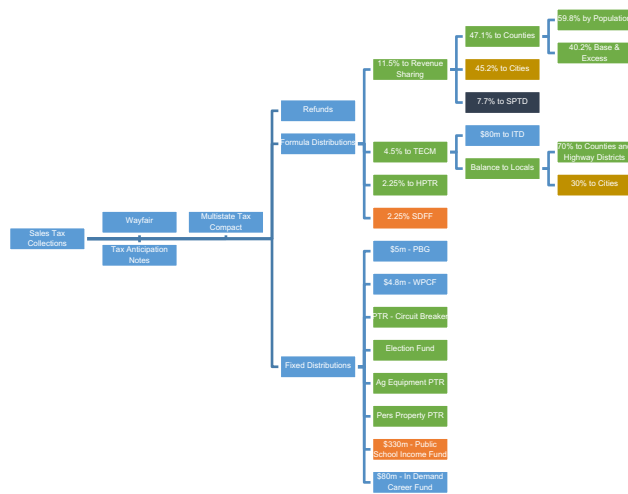 Sales Tax
Collections
Wayfair
Tax Anticipation
Notes
Multistate Tax
Compact
Refunds
Formula Distributions
11.5% to Revenue
Sharing
47.1% to Counties
59.8% by Population
40.2% Base &
Excess
45.2% to Cities
7.7% to SPTD
4.5% to TECM
$80m to ITD
Balance to Locals
70% to Counties and
Highway Districts
30% to Cities
2.25% to HPTR
2.25% SDFF
Fixed Distributions
$5m - PBG
$4.8m - WPCF
PTR - Circuit Breaker
Election Fund
Ag Equipment PTR
Pers Property PTR
$330m - Public
School Income Fund
$80m - In Demand
Career Fund